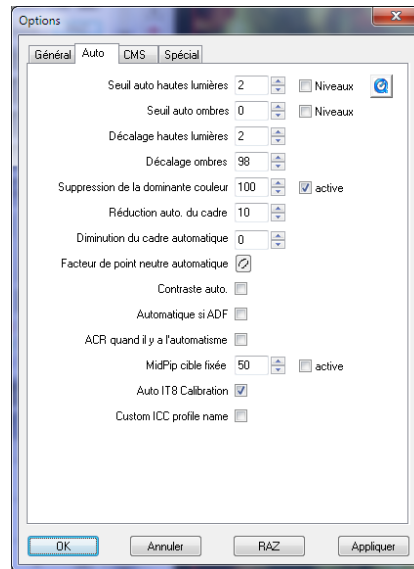 Options
Général Auto CMS Spécial
Seuil auto hautes lumières 2 Niveaux
Seuil auto ombres 0 Niveaux
Décalage hautes lumières 2
Décalage ombres 98
Suppression de la dominante couleur 100 active
Réduction auto. du cadre 10
Diminution du cadre automatique 0
Facteur de point neutre automatique
Contraste auto.
Automatique si ADF
ACR quand il y a l'automatisme
MidPip cible fixée 50 active
Auto IT8 Calibration
Custom ICC profile name
OK Annuler RAZ Appliquer